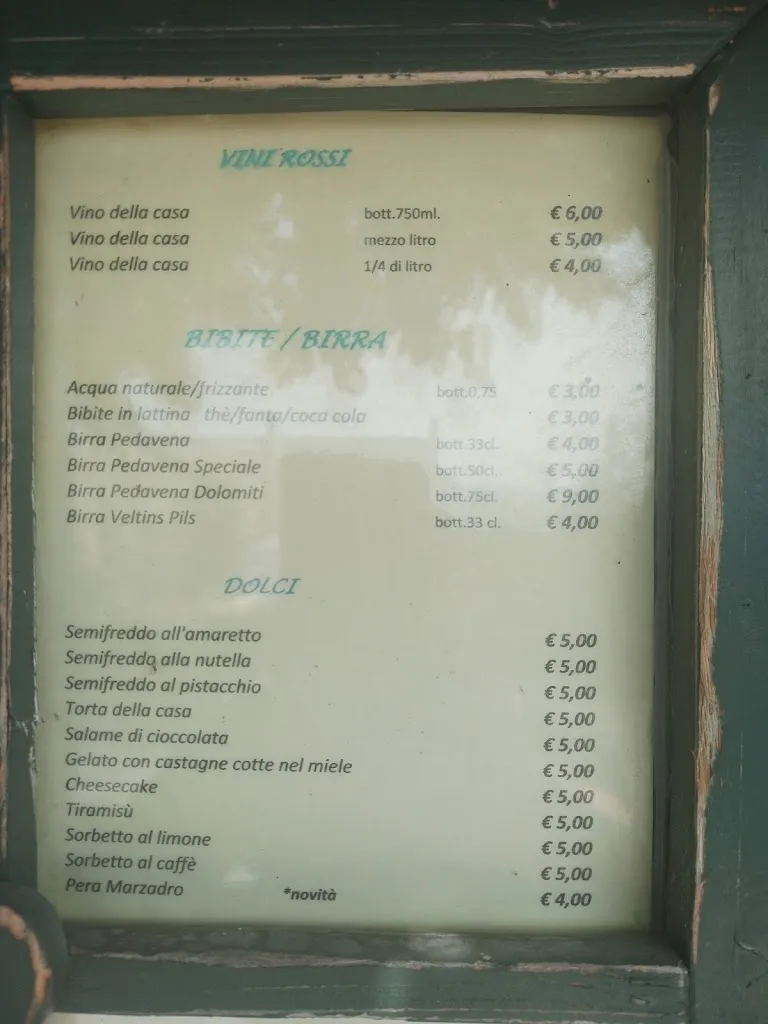 VINI ROSSI
Vino della casa bott.750ml. € 6,00
Vino della casa mezzo litro € 5,00
Vino della casa 1/4 di litro € 4,00
BIBITE / BIRRA
Acqua naturale/frizzante bott.0,75 € 3,00
Bibite in lattina thè/fanta/coca cola € 3,00
Birra Pedavena bott.33cl. € 4,00
Birra Pedavena Speciale bott.50cl. € 5,00
Birra Pedavena Dolomiti bott.75cl. € 9,00
Birra Veltins Pils bott.33 cl. € 4,00
DOLCI
Semifreddo all'amaretto € 5,00
Semifreddo alla nutella € 5,00
Semifreddo al pistacchio € 5,00
Torta della casa € 5,00
Salame di cioccolata € 5,00
Gelato con castagne cotte nel miele € 5,00
Cheesecake € 5,00
Tiramisù € 5,00
Sorbetto al limone € 5,00
Sorbetto al caffè € 5,00
Pera Marzadro *novità € 4,00